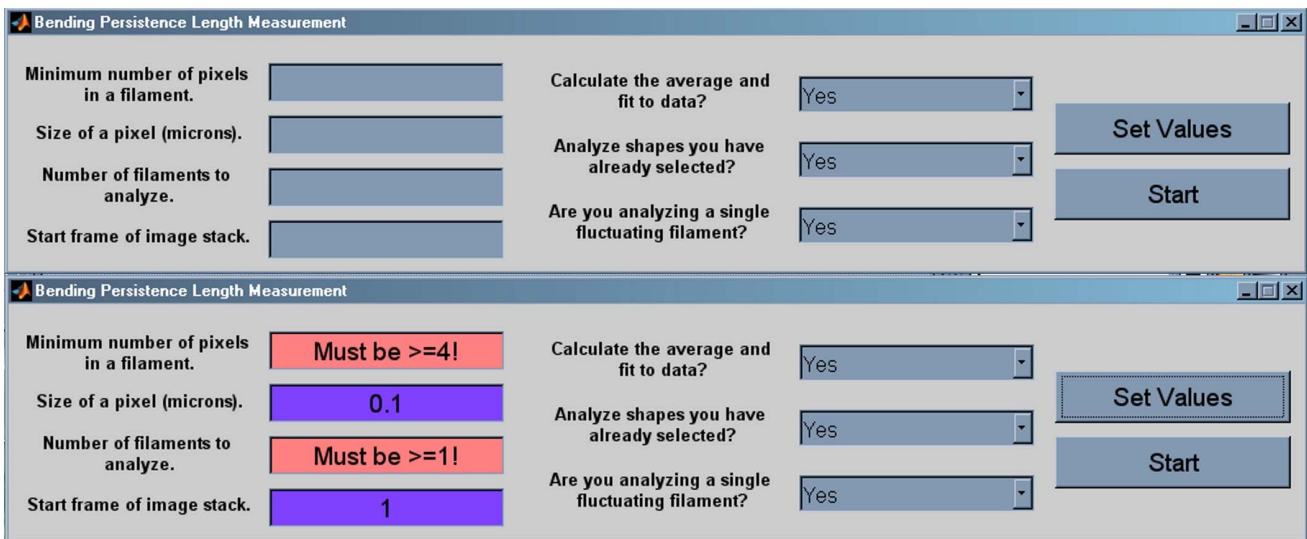 Bending Persistence Length Measurement
Minimum number of pixels
in a filament.
Size of a pixel (microns).
Number of filaments to
analyze.
Start frame of image stack.
Calculate the average and
fit to data?
Yes
Analyze shapes you have
already selected?
Yes
Are you analyzing a single
fluctuating filament?
Yes
Set Values
Start
Bending Persistence Length Measurement
Minimum number of pixels
in a filament.
Must be >=4!
Size of a pixel (microns).
0.1
Number of filaments to
analyze.
Must be >=1!
Start frame of image stack.
1
Calculate the average and
fit to data?
Yes
Analyze shapes you have
already selected?
Yes
Are you analyzing a single
fluctuating filament?
Yes
Set Values
Start